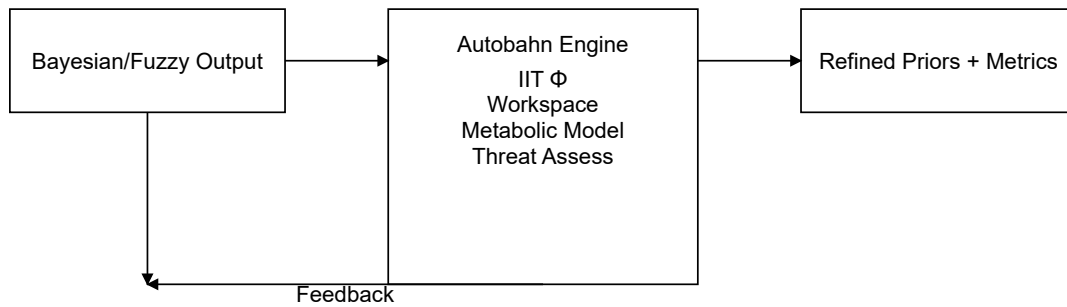 Bayesian/Fuzzy Output
Autobahn Engine
IIT Φ
Workspace
Metabolic Model
Threat Assess
Refined Priors + Metrics
Feedback